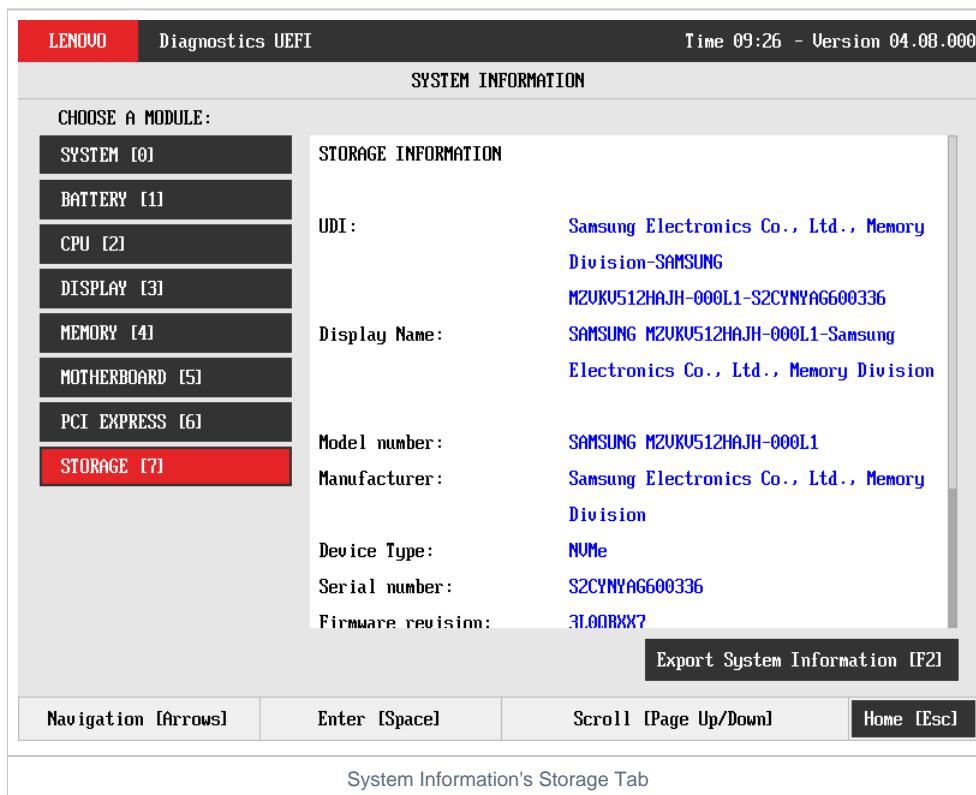 LENOVO Diagnostics UEFI Time 09:26 - Version 04.08.000
SYSTEM INFORMATION
CHOOSE A MODULE:
SYSTEM [0]
BATTERY [1]
CPU [2]
DISPLAY [3]
MEMORY [4]
MOTHERBOARD [5]
PCI EXPRESS [6]
STORAGE [7]
STORAGE INFORMATION
UDI: Samsung Electronics Co., Ltd., Memory
Division-SAMSUNG
MZVKV512HAJH-000L1-S2CYNYAG600336
Display Name: SAMSUNG MZVKV512HAJH-000L1-Samsung
Electronics Co., Ltd., Memory Division
Model number: SAMSUNG MZVKV512HAJH-000L1
Manufacturer: Samsung Electronics Co., Ltd., Memory
Division
Device Type: NVMe
Serial number: S2CYNYAG600336
Firmware revision:
Export System Information [F2]
Navigation [Arrows] Enter [Space] Scroll [Page Up/Down] Home [Esc]
System Information's Storage Tab